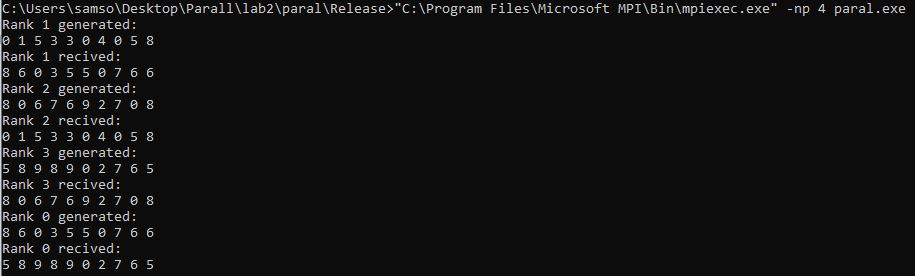 C:\Users\samso\Desktop\Parall\lab2\paral\Release>"C:\Program Files\Microsoft MPI\Bin\mpiexec.exe" -np 4 paral.exe
Rank 1 generated:
0 1 5 3 3 0 4 0 5 8
Rank 1 recived:
8 6 0 3 5 5 0 7 6 6
Rank 2 generated:
8 0 6 7 6 9 2 7 0 8
Rank 2 recived:
0 1 5 3 3 0 4 0 5 8
Rank 3 generated:
5 8 9 8 9 0 2 7 6 5
Rank 3 recived:
8 0 6 7 6 9 2 7 0 8
Rank 0 generated:
8 6 0 3 5 5 0 7 6 6
Rank 0 recived:
5 8 9 8 9 0 2 7 6 5